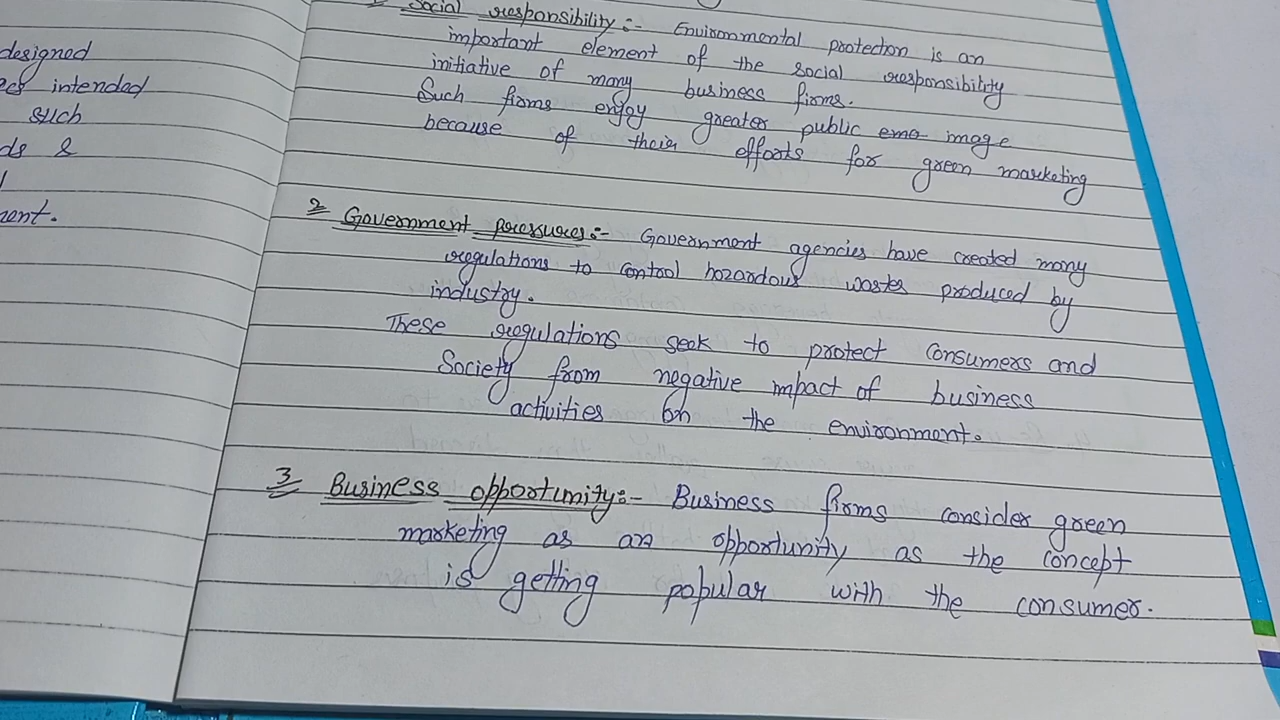 designed
intended
such
ds &
ment.
1 Social responsibility:- Environmental protection is an
important element of the social responsibility
initiative of many business firms.
Such firms enjoy greater public ema image
because of their efforts for green marketing
2 Government pressures:- Government agencies have created many
regulations to control hazardous wastes produced by
industry.
These regulations seek to protect consumers and
Society from negative impact of business
activities on the environment.
3 Business opportunity:- Business firms consider green
marketing as an opportunity as the concept
is getting popular with the consumer.